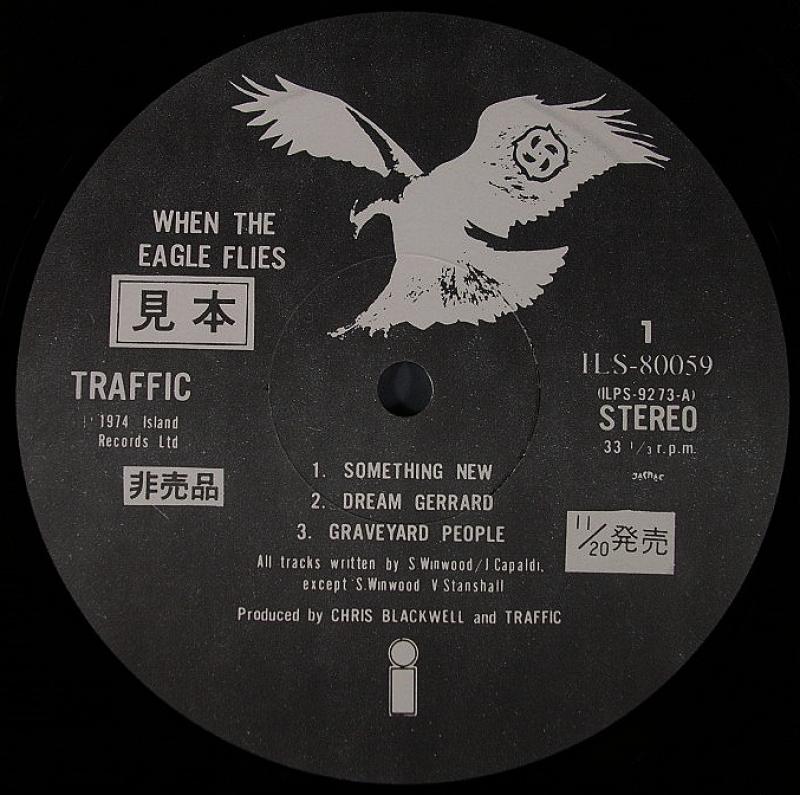 WHEN THE
EAGLE FLIES
見本
TRAFFIC
1974 Island
Records Ltd
非売品
1
ILS-80059
(ILPS-9273-A)
STEREO
33 1/3 r.p.m.
1. SOMETHING NEW
2. DREAM GERRARD
3. GRAVEYARD PEOPLE
11/20発売
All tracks written by S.Winwood/J.Capaldi.
except S.Winwood V.Stanshall
Produced by CHRIS BLACKWELL and TRAFFIC
i